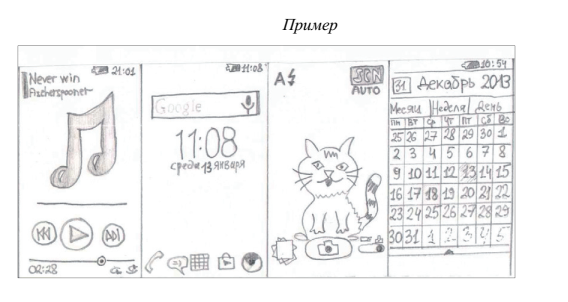 Пример
21:01
Never win
Fischerspooner
02:28
11:08
Google
11:08
среда 13 января
A
SCN
AUTO
10:54
31 Декабрь 2013
Месяц Неделя День
Пн Вт Ср Чт Пт Сб Вс
25 26 27 28 29 30 1
2 3 4 5 6 7 8
9 10 11 12 13 14 15
16 17 18 19 20 21 22
23 24 25 26 27 28 29
30 31 1 2 3 4 5